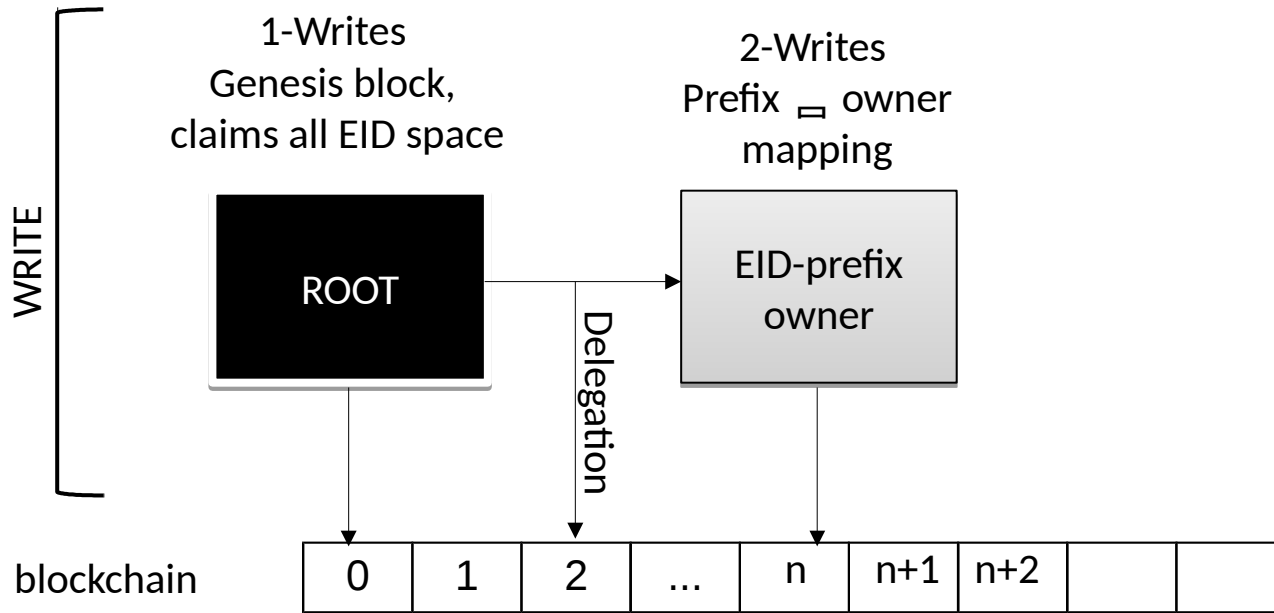 1-Writes
Genesis block,
claims all EID space
2-Writes
Prefix owner
mapping
WRITE
ROOT
EID-prefix
owner
Delegation
blockchain
0 1 2 ... n n+1 n+2